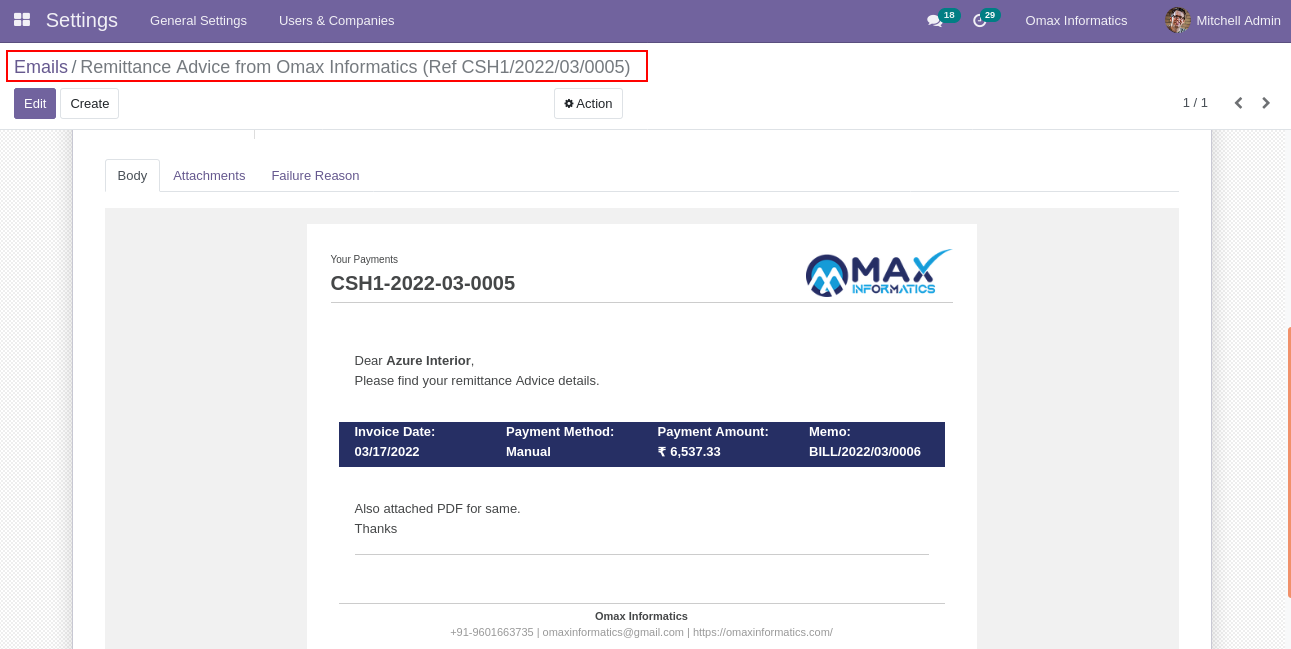 Settings General Settings Users & Companies 18 29 Omax Informatics Mitchell Admin
Emails / Remittance Advice from Omax Informatics (Ref CSH1/2022/03/0005)
Edit Create Action 1 / 1
Body Attachments Failure Reason
Your Payments
CSH1-2022-03-0005
OMAX
INFORMATICS
Dear Azure Interior,
Please find your remittance Advice details.
Invoice Date: Payment Method: Payment Amount: Memo:
03/17/2022 Manual ₹ 6,537.33 BILL/2022/03/0006
Also attached PDF for same.
Thanks
Omax Informatics
+91-9601663735 | omaxinformatics@gmail.com | https://omaxinformatics.com/